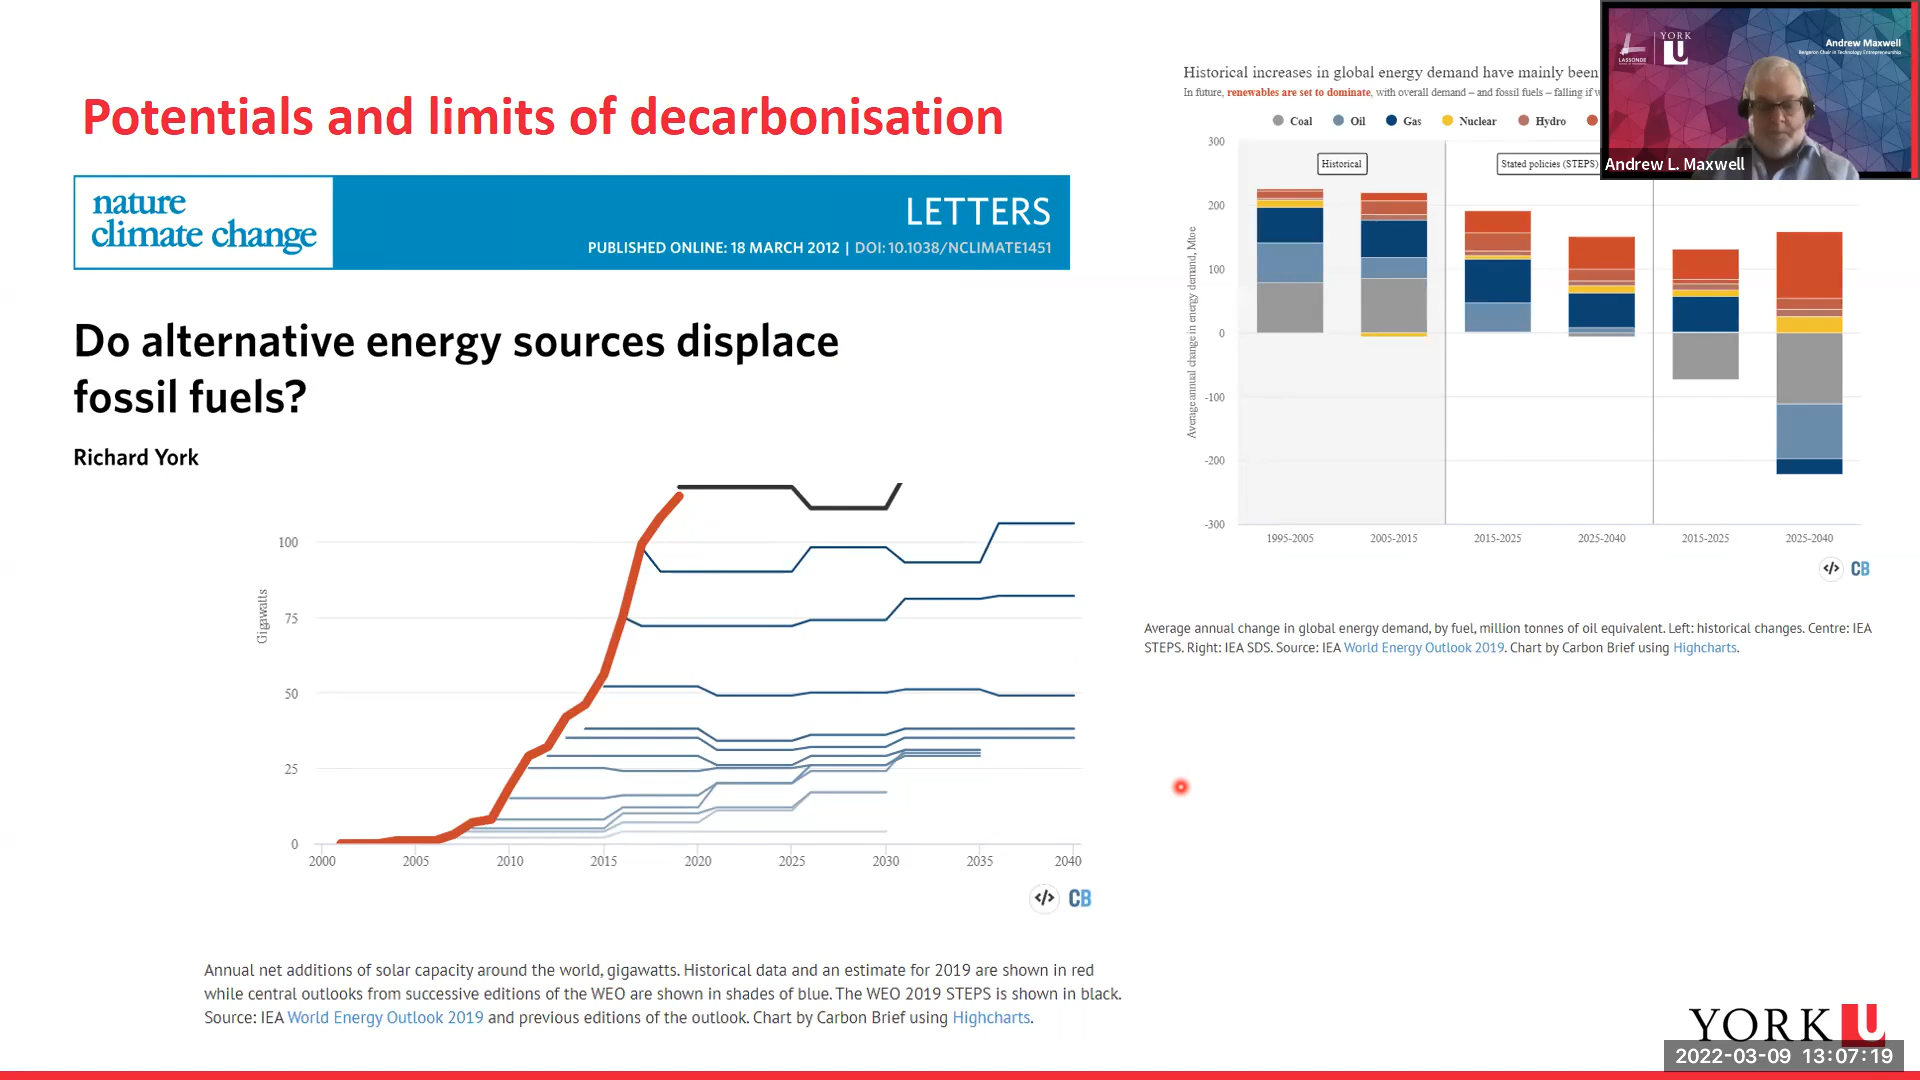 Potentials and limits of decarbonisation
nature
climate change
LETTERS
PUBLISHED ONLINE: 18 MARCH 2012 | DOI: 10.1038/NCLIMATE1451
Do alternative energy sources displace
fossil fuels?
Richard York
100
75
50
25
0
Gigawatts
2000 2005 2010 2015 2020 2025 2030 2035 2040
</> CB
Annual net additions of solar capacity around the world, gigawatts. Historical data and an estimate for 2019 are shown in red
while central outlooks from successive editions of the WEO are shown in shades of blue. The WEO 2019 STEPS is shown in black.
Source: IEA World Energy Outlook 2019 and previous editions of the outlook. Chart by Carbon Brief using Highcharts.
Historical increases in global energy demand have mainly been
In future, renewables are set to dominate, with overall demand – and fossil fuels – falling if
Coal Oil Gas Nuclear Hydro
Historical
Stated policies (STEPS)
300
200
100
0
-100
-200
-300
Average annual change in energy demand, Mtoe
1995-2005 2005-2015 2015-2025 2025-2040 2015-2025 2025-2040
</> CB
Average annual change in global energy demand, by fuel, million tonnes of oil equivalent. Left: historical changes. Centre: IEA
STEPS. Right: IEA SDS. Source: IEA World Energy Outlook 2019. Chart by Carbon Brief using Highcharts.
LASSONDE
YORK U
Andrew Maxwell
Bergeron Chair in Technology Entrepreneurship
Andrew L. Maxwell
YORK U
2022-03-09 13:07:19